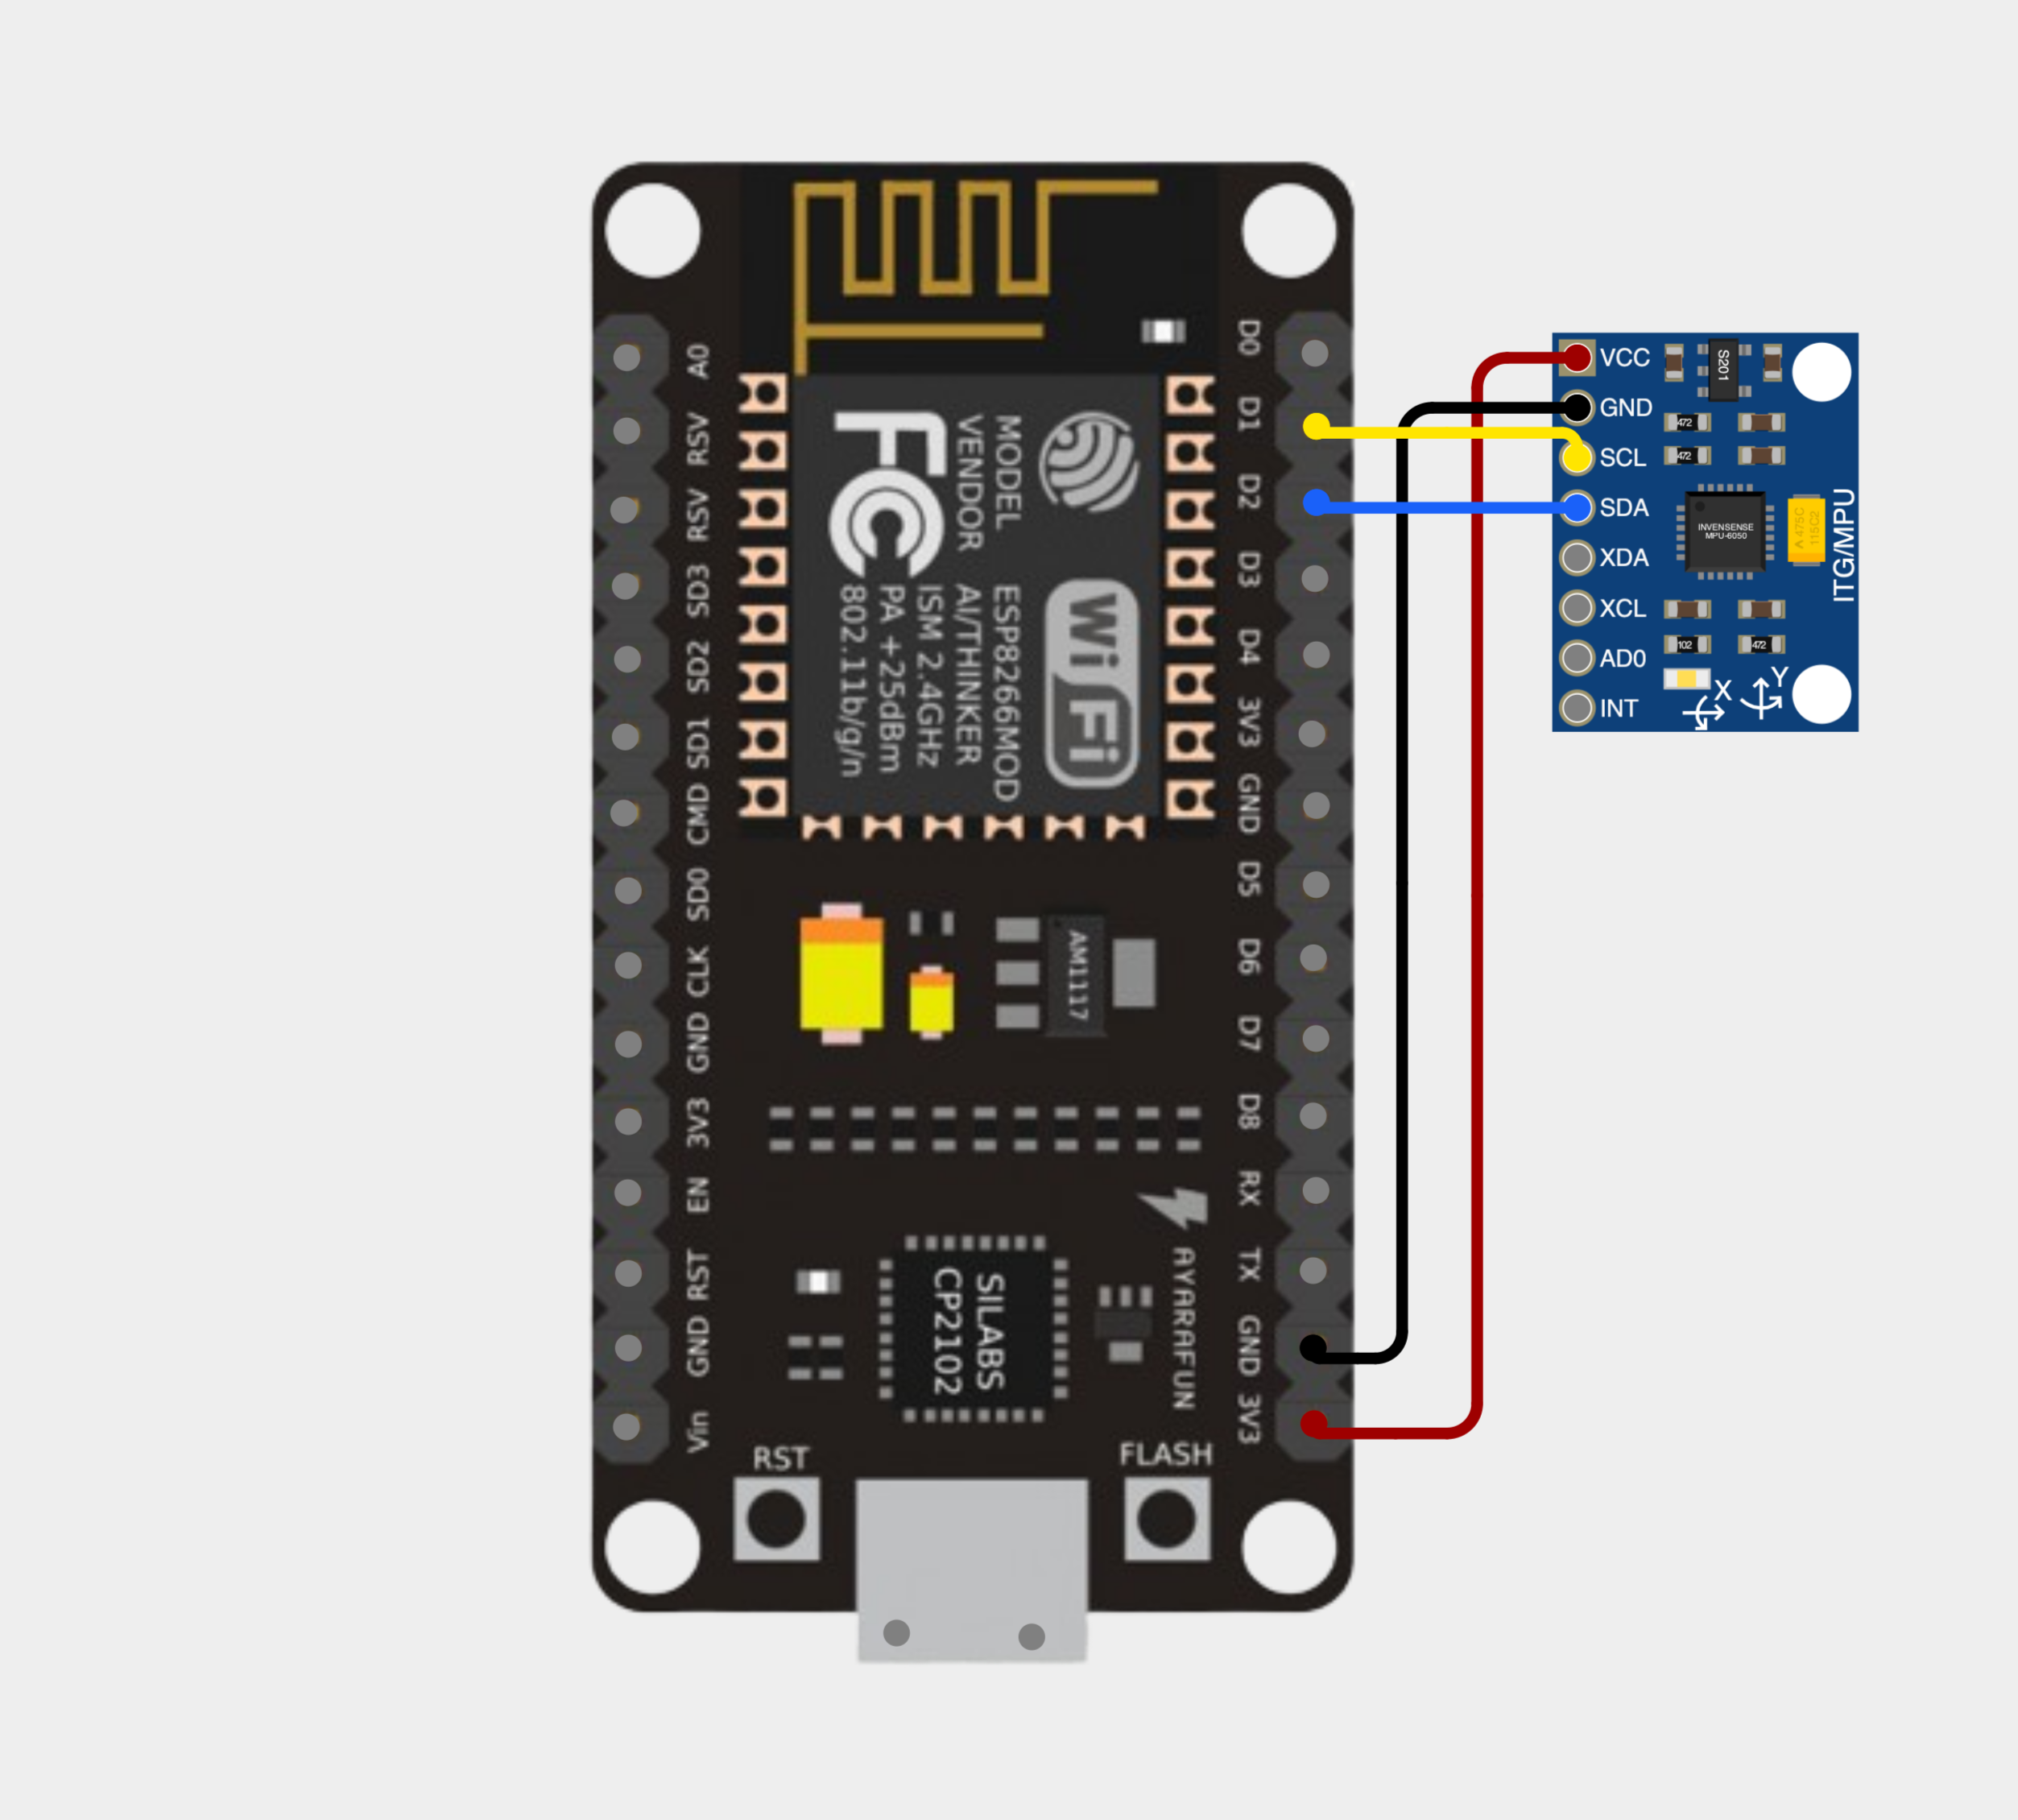 A0
RSV
RSV
SD3
SD2
SD1
CMD
SD0
CLK
GND
3V3
EN
RST
GND
Vin
FC
MODEL
VENDOR
ESP8266MOD
AI/THINKER
ISM 2.4GHz
PA +25dBm
802.11b/g/n
Wi Fi
AM1117
SILABS
CP2102
AYARAFUN
RST
FLASH
D0
D1
D2
D3
D4
3V3
GND
D5
D6
D7
D8
RX
TX
GND
3V3
VCC
GND
SCL
SDA
XDA
XCL
AD0
INT
S201
472
472
INVENSENSE
MPU-6050
A 475C
115C2
ITG/MPU
102
472
X
Y